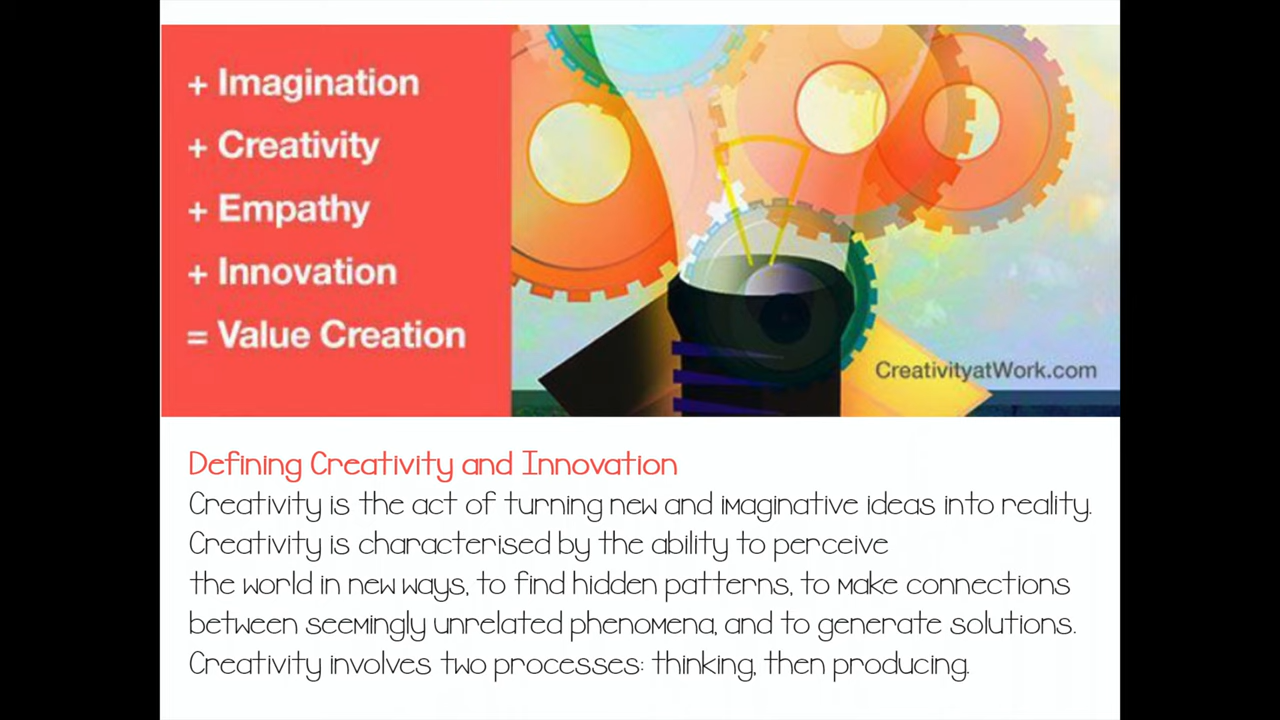 + Imagination
+ Creativity
+ Empathy
+ Innovation
= Value Creation
CreativityatWork.com
Defining Creativity and Innovation
Creativity is the act of turning new and imaginative ideas into reality.
Creativity is characterised by the ability to perceive
the world in new ways, to find hidden patterns, to make connections
between seemingly unrelated phenomena, and to generate solutions.
Creativity involves two processes: thinking, then producing.